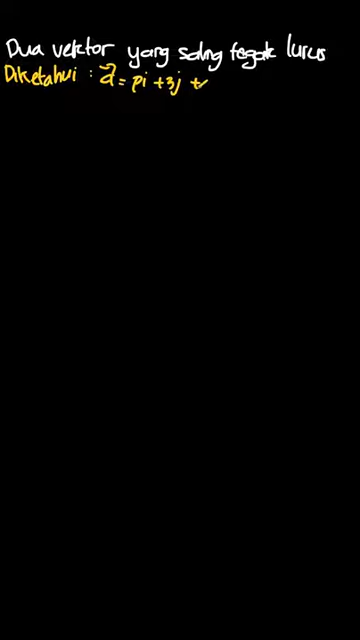 Dua vektor yang saling tegak lurus
Diketahui : a⃗ = pi + 3j +